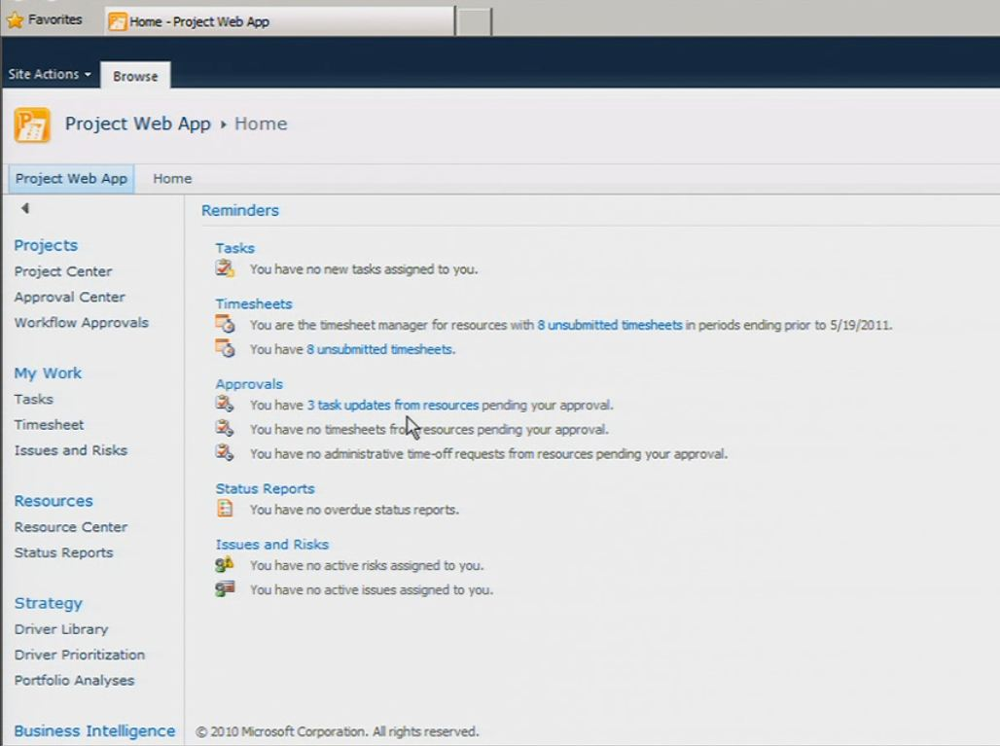 Favorites
Home - Project Web App
Site Actions
Browse
Project Web App
Home
Project Web App
Home
Projects
Project Center
Approval Center
Workflow Approvals
My Work
Tasks
Timesheet
Issues and Risks
Resources
Resource Center
Status Reports
Strategy
Driver Library
Driver Prioritization
Portfolio Analyses
Business Intelligence
Reminders
Tasks
You have no new tasks assigned to you.
Timesheets
You are the timesheet manager for resources with 8 unsubmitted timesheets in periods ending prior to 5/19/2011.
You have 8 unsubmitted timesheets.
Approvals
You have 3 task updates from resources pending your approval.
You have no timesheets from resources pending your approval.
You have no administrative time-off requests from resources pending your approval.
Status Reports
You have no overdue status reports.
Issues and Risks
You have no active risks assigned to you.
You have no active issues assigned to you.
© 2010 Microsoft Corporation. All rights reserved.